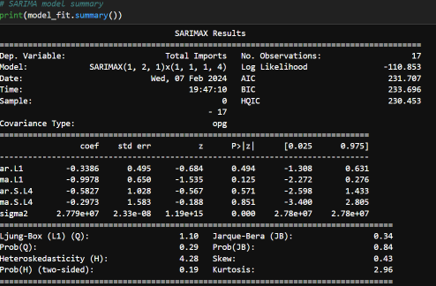 # SARIMA model summary
print(model_fit.summary())
SARIMAX Results
Dep. Variable: Total Imports No. Observations: 17
Model: SARIMAX(1, 2, 1)x(1, 1, 1, 4) Log Likelihood -110.853
Date: Wed, 07 Feb 2024 AIC 231.707
Time: 19:47:10 BIC 233.696
Sample: 0 HQIC 230.453
- 17
Covariance Type: opg
coef std err z P>|z| [0.025 0.975]
ar.L1 -0.3386 0.495 -0.684 0.494 -1.308 0.631
ma.L1 -0.9978 0.650 -1.535 0.125 -2.272 0.276
ar.S.L4 -0.5827 1.028 -0.567 0.571 -2.598 1.433
ma.S.L4 -0.2973 1.583 -0.188 0.851 -3.400 2.805
sigma2 2.779e+07 2.33e-08 1.19e+15 0.000 2.78e+07 2.78e+07
Ljung-Box (L1) (Q): 1.10 Jarque-Bera (JB): 0.34
Prob(Q): 0.29 Prob(JB): 0.84
Heteroskedasticity (H): 4.28 Skew: 0.43
Prob(H) (two-sided): 0.19 Kurtosis: 2.96